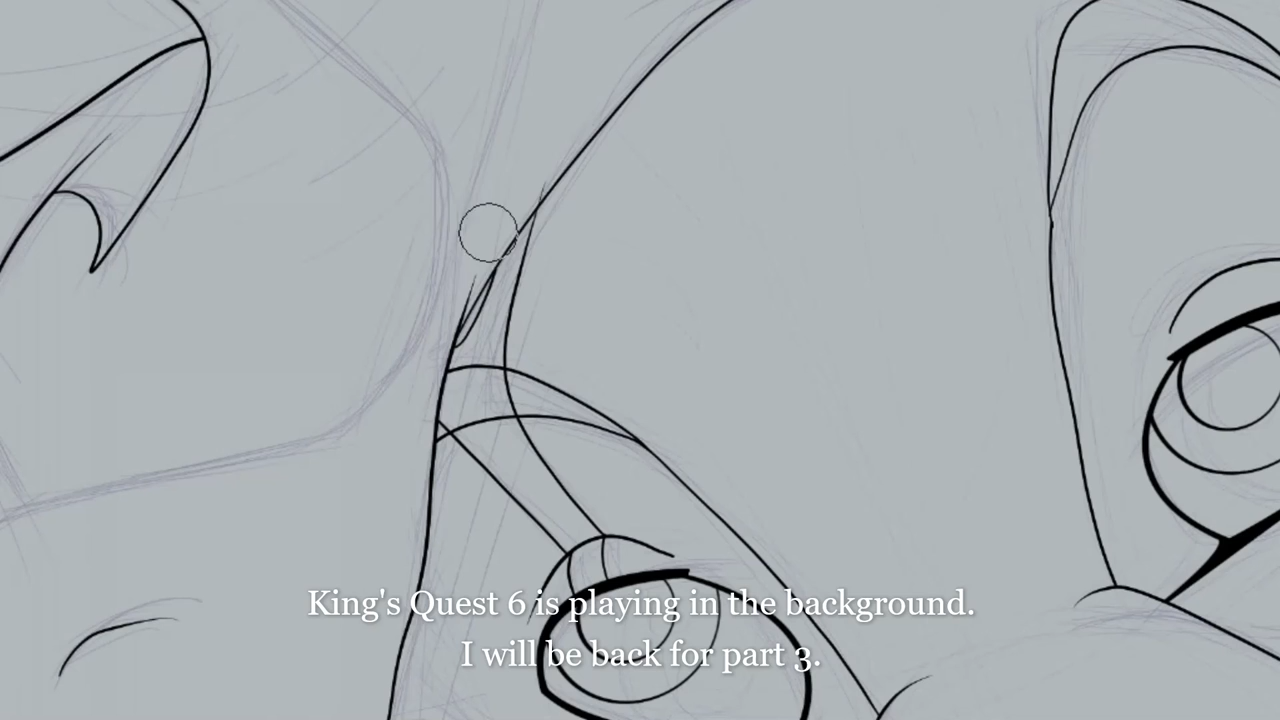 King's Quest 6 is playing in the background.
I will be back for part 3.